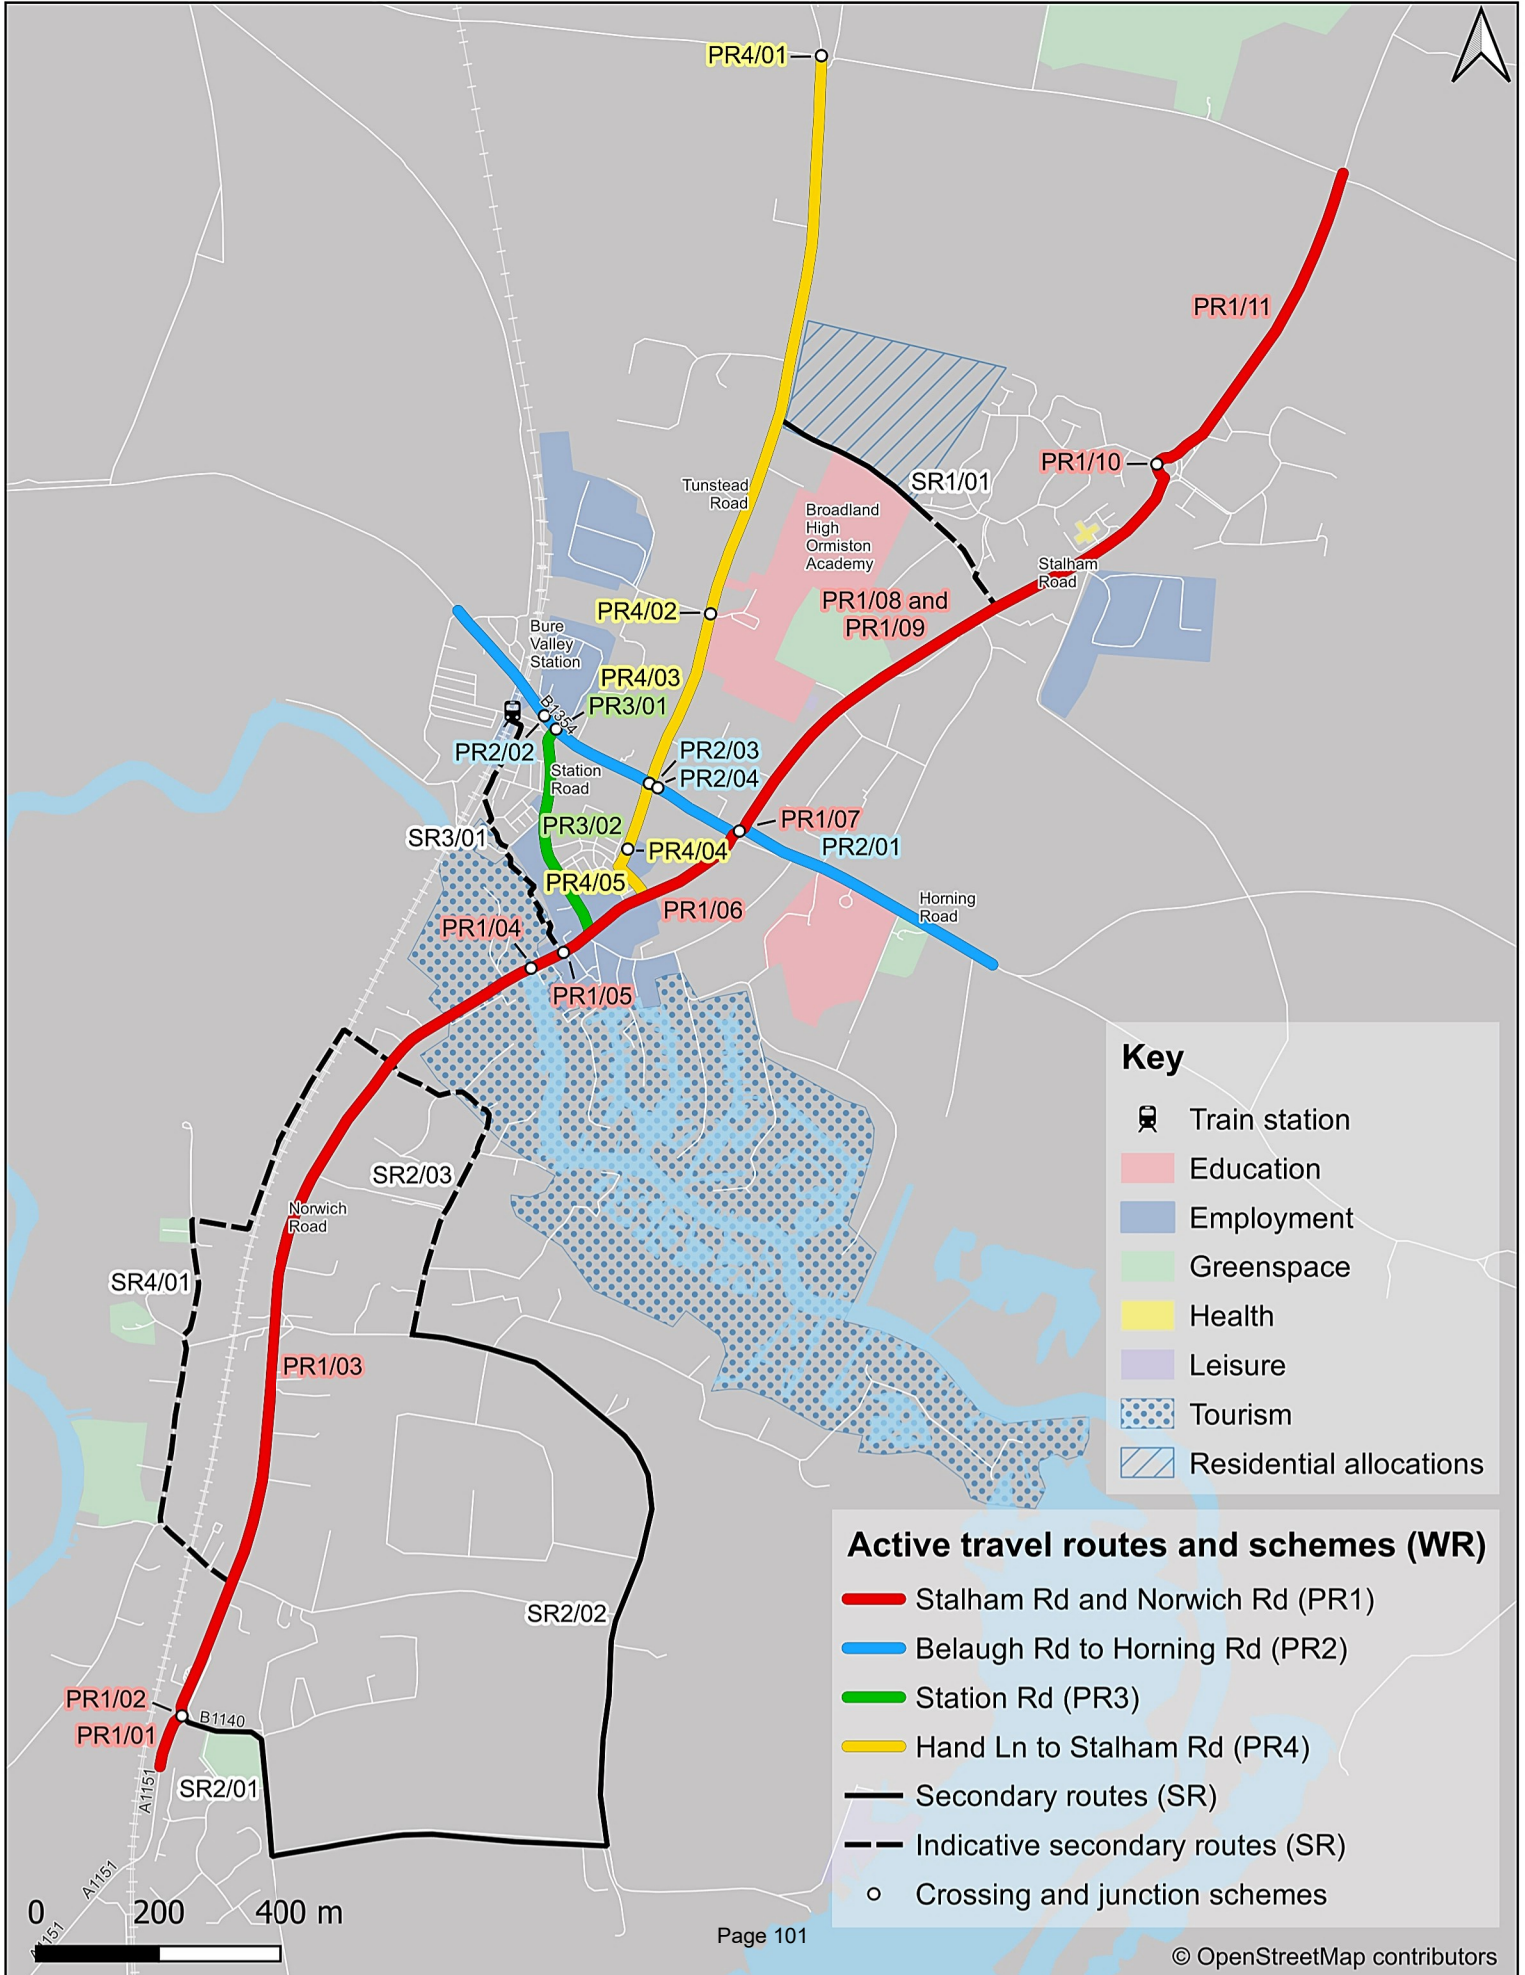 PR4/01
PR1/11
PR1/10
SR1/01
Tunstead
Road
Broadland
High
Ormiston
Academy
Stalham
Road
PR1/08 and
PR1/09
PR4/02
Bure
Valley
Station
PR4/03
PR3/01
B1354
PR2/02
PR2/03
PR2/04
Station
Road
PR3/02
PR1/07
PR2/01
SR3/01
PR4/04
PR4/05
Horning
Road
PR1/06
PR1/04
PR1/05
SR2/03
Norwich
Road
SR4/01
PR1/03
SR2/02
PR1/02
PR1/01
B1140
SR2/01
A1151
A1151
A1151
Key
Train station
Education
Employment
Greenspace
Health
Leisure
Tourism
Residential allocations
Active travel routes and schemes (WR)
Stalham Rd and Norwich Rd (PR1)
Belaugh Rd to Horning Rd (PR2)
Station Rd (PR3)
Hand Ln to Stalham Rd (PR4)
Secondary routes (SR)
Indicative secondary routes (SR)
Crossing and junction schemes
0 200 400 m
Page 101
© OpenStreetMap contributors